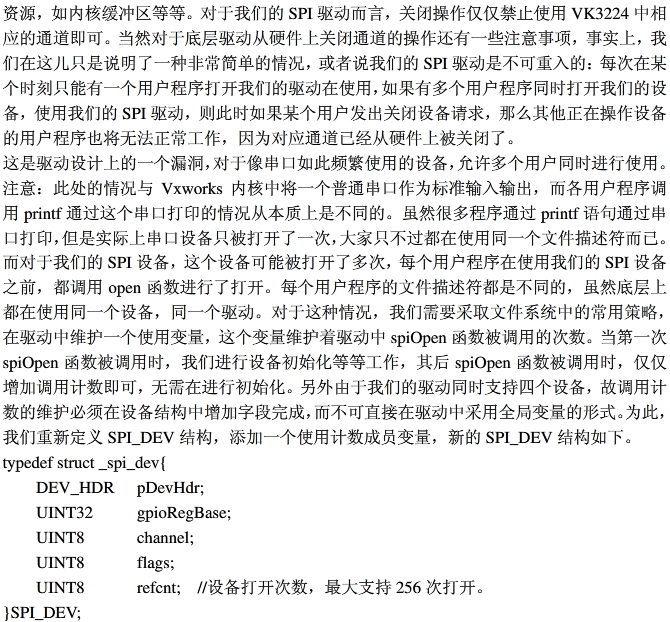 资源，如内核缓冲区等等。对于我们的 SPI 驱动而言，关闭操作仅仅禁止使用 VK3224 中相
应的通道即可。当然对于底层驱动从硬件上关闭通道的操作还有一些注意事项，事实上，我
们在这儿只是说明了一种非常简单的情况，或者说我们的 SPI 驱动是不可重入的：每次在某
个时刻只能有一个用户程序打开我们的驱动在使用，如果有多个用户程序同时打开我们的设
备，使用我们的 SPI 驱动，则此时如果某个用户发出关闭设备请求，那么其他正在操作设备
的用户程序也将无法正常工作，因为对应通道已经从硬件上被关闭了。
这是驱动设计上的一个漏洞，对于像串口如此频繁使用的设备，允许多个用户同时进行使用。
注意：此处的情况与 Vxworks 内核中将一个普通串口作为标准输入输出，而各用户程序调
用 printf 通过这个串口打印的情况从本质上是不同的。虽然很多程序通过 printf 语句通过串
口打印，但是实际上串口设备只被打开了一次，大家只不过都在使用同一个文件描述符而已。
而对于我们的 SPI 设备，这个设备可能被打开了多次，每个用户程序在使用我们的 SPI 设备
之前，都调用 open 函数进行了打开。每个用户程序的文件描述符都是不同的，虽然底层上
都在使用同一个设备，同一个驱动。对于这种情况，我们需要采取文件系统中的常用策略，
在驱动中维护一个使用变量，这个变量维护着驱动中 spiOpen 函数被调用的次数。当第一次
spiOpen 函数被调用时，我们进行设备初始化等等工作，其后 spiOpen 函数被调用时，仅仅
增加调用计数即可，无需在进行初始化。另外由于我们的驱动同时支持四个设备，故调用计
数的维护必须在设备结构中增加字段完成，而不可直接在驱动中采用全局变量的形式。为此，
我们重新定义 SPI_DEV 结构，添加一个使用计数成员变量，新的 SPI_DEV 结构如下。
typedef struct _spi_dev{
DEV_HDR pDevHdr;
UINT32 gpioRegBase;
UINT8 channel;
UINT8 flags;
UINT8 refcnt; //设备打开次数，最大支持 256 次打开。
}SPI_DEV;